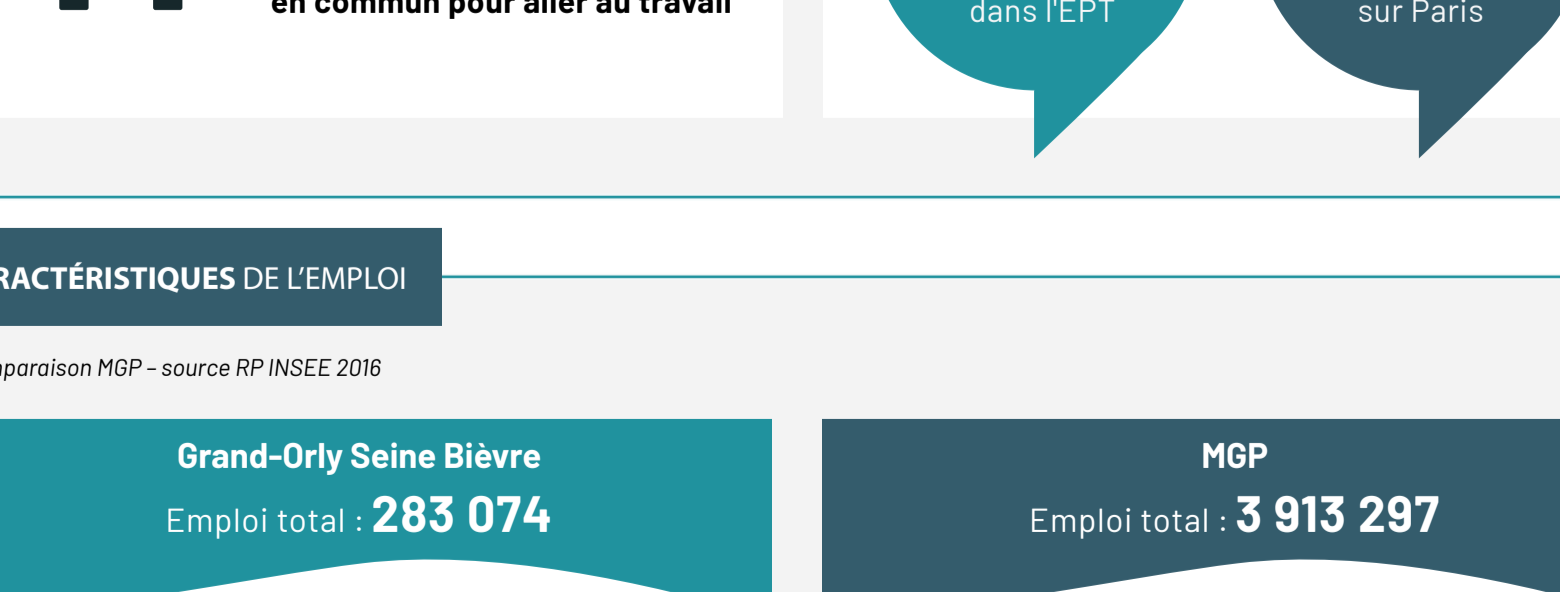 en commun pour aller au travail
dans l'EPT
sur Paris
RACTÉRISTIQUES DE L'EMPLOI
mparaison MGP – source RP INSEE 2016
Grand-Orly Seine Bièvre
Emploi total : 283 074
MGP
Emploi total : 3 913 297